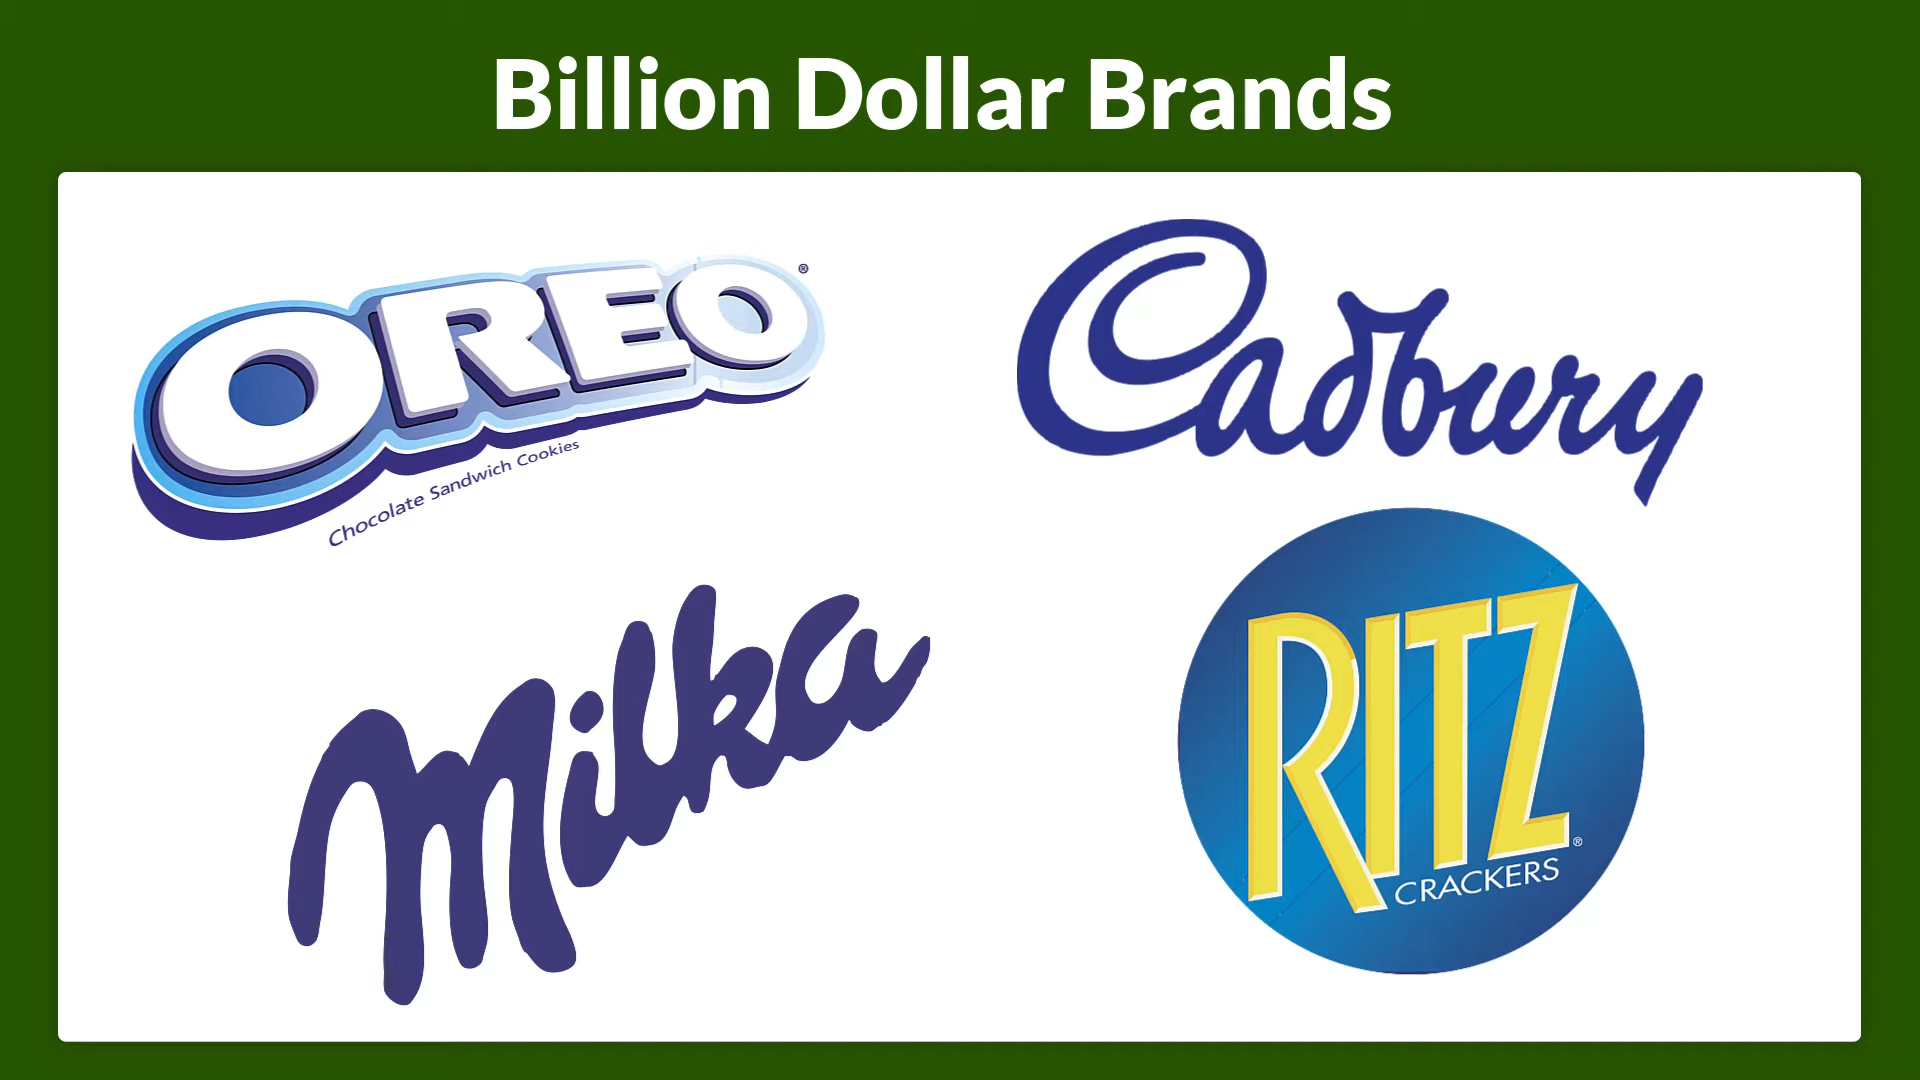 Billion Dollar Brands
OREO®
Chocolate Sandwich Cookies
Cadbury
Milka
RITZ®
CRACKERS